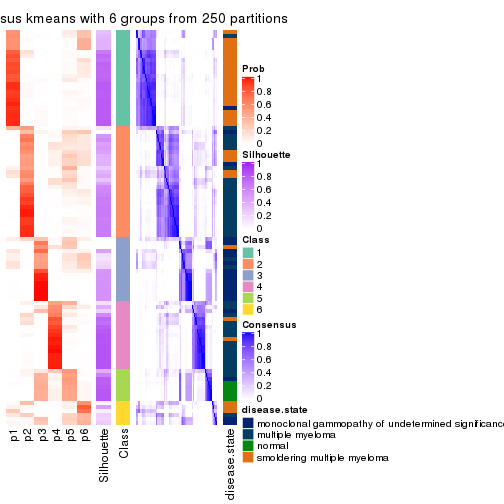 sus kmeans with 6 groups from 250 partitions
Prob
1
0.8
0.6
0.4
0.2
0
Silhouette
1
0.8
0.6
0.4
0.2
0
Class
1
2
3
4
5
6
Consensus
1
0.8
0.6
0.4
0.2
0
disease.state
monoclonal gammopathy of undetermined significance
multiple myeloma
normal
smoldering multiple myeloma
p1
p2
p3
p4
p5
p6
Silhouette
Class
disease.state